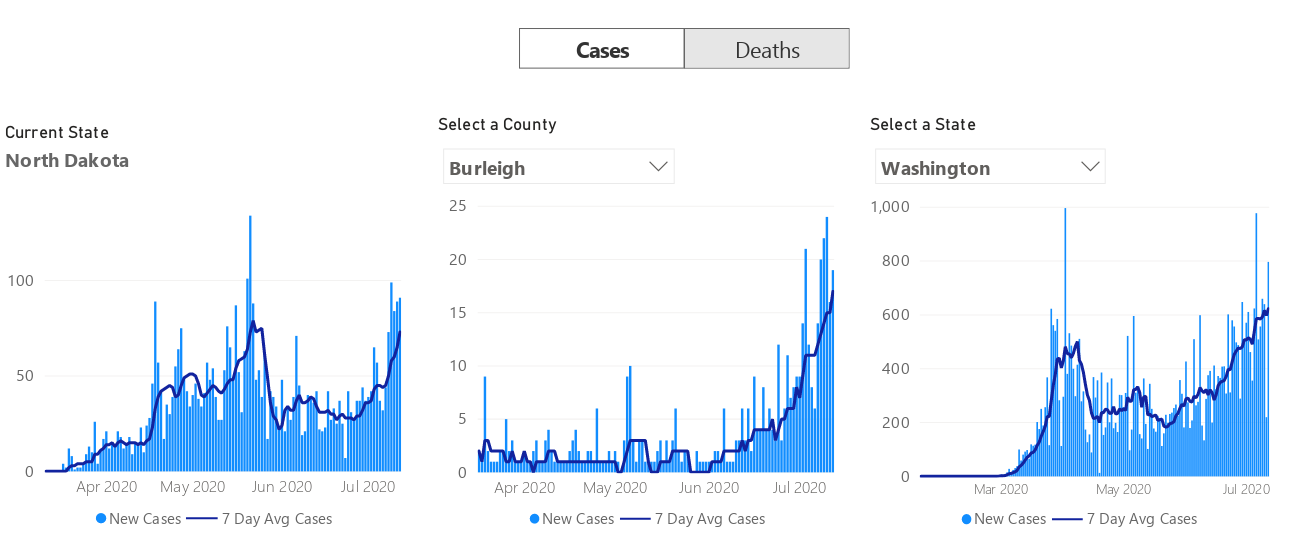 Cases
Deaths
Current State
North Dakota
100
50
0
Apr 2020
May 2020
Jun 2020
Jul 2020
New Cases
7 Day Avg Cases
Select a County
Burleigh
25
20
15
10
5
0
Apr 2020
May 2020
Jun 2020
Jul 2020
New Cases
7 Day Avg Cases
Select a State
Washington
1,000
800
600
400
200
0
Mar 2020
May 2020
Jul 2020
New Cases
7 Day Avg Cases